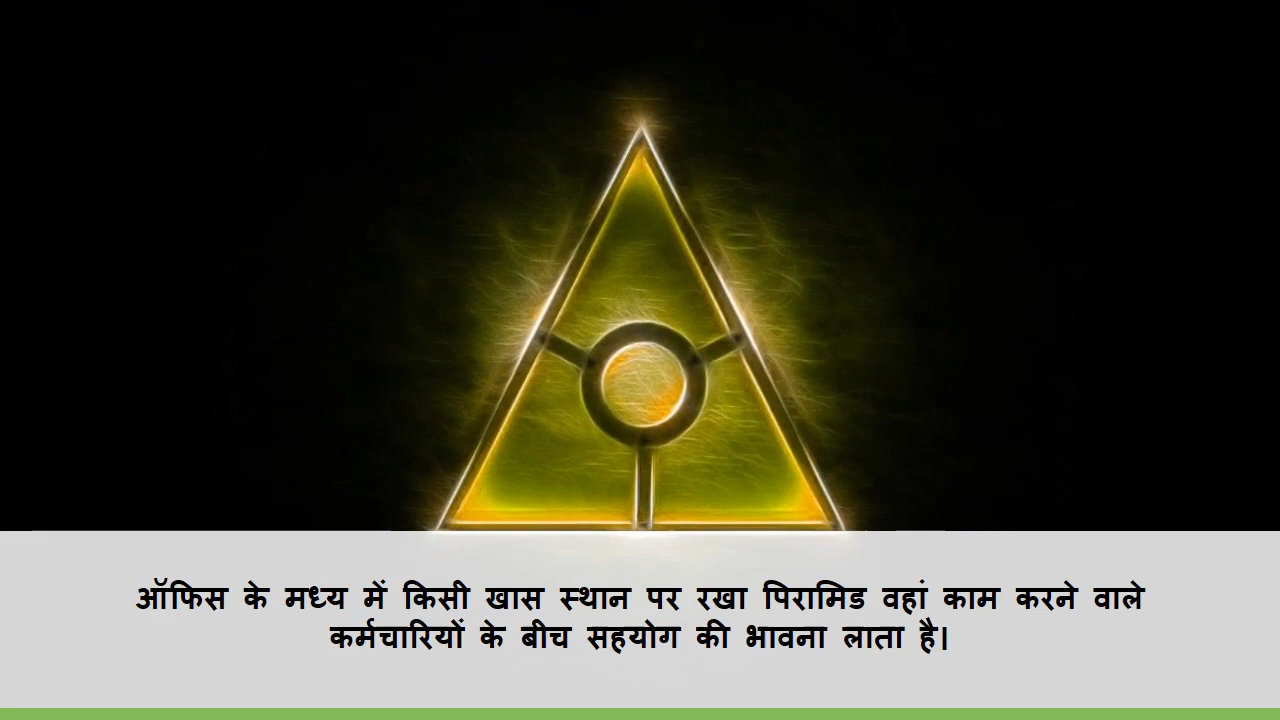 ऑफिस के मध्य में किसी खास स्थान पर रखा पिरामिड वहां काम करने वाले
कर्मचारियों के बीच सहयोग की भावना लाता है।